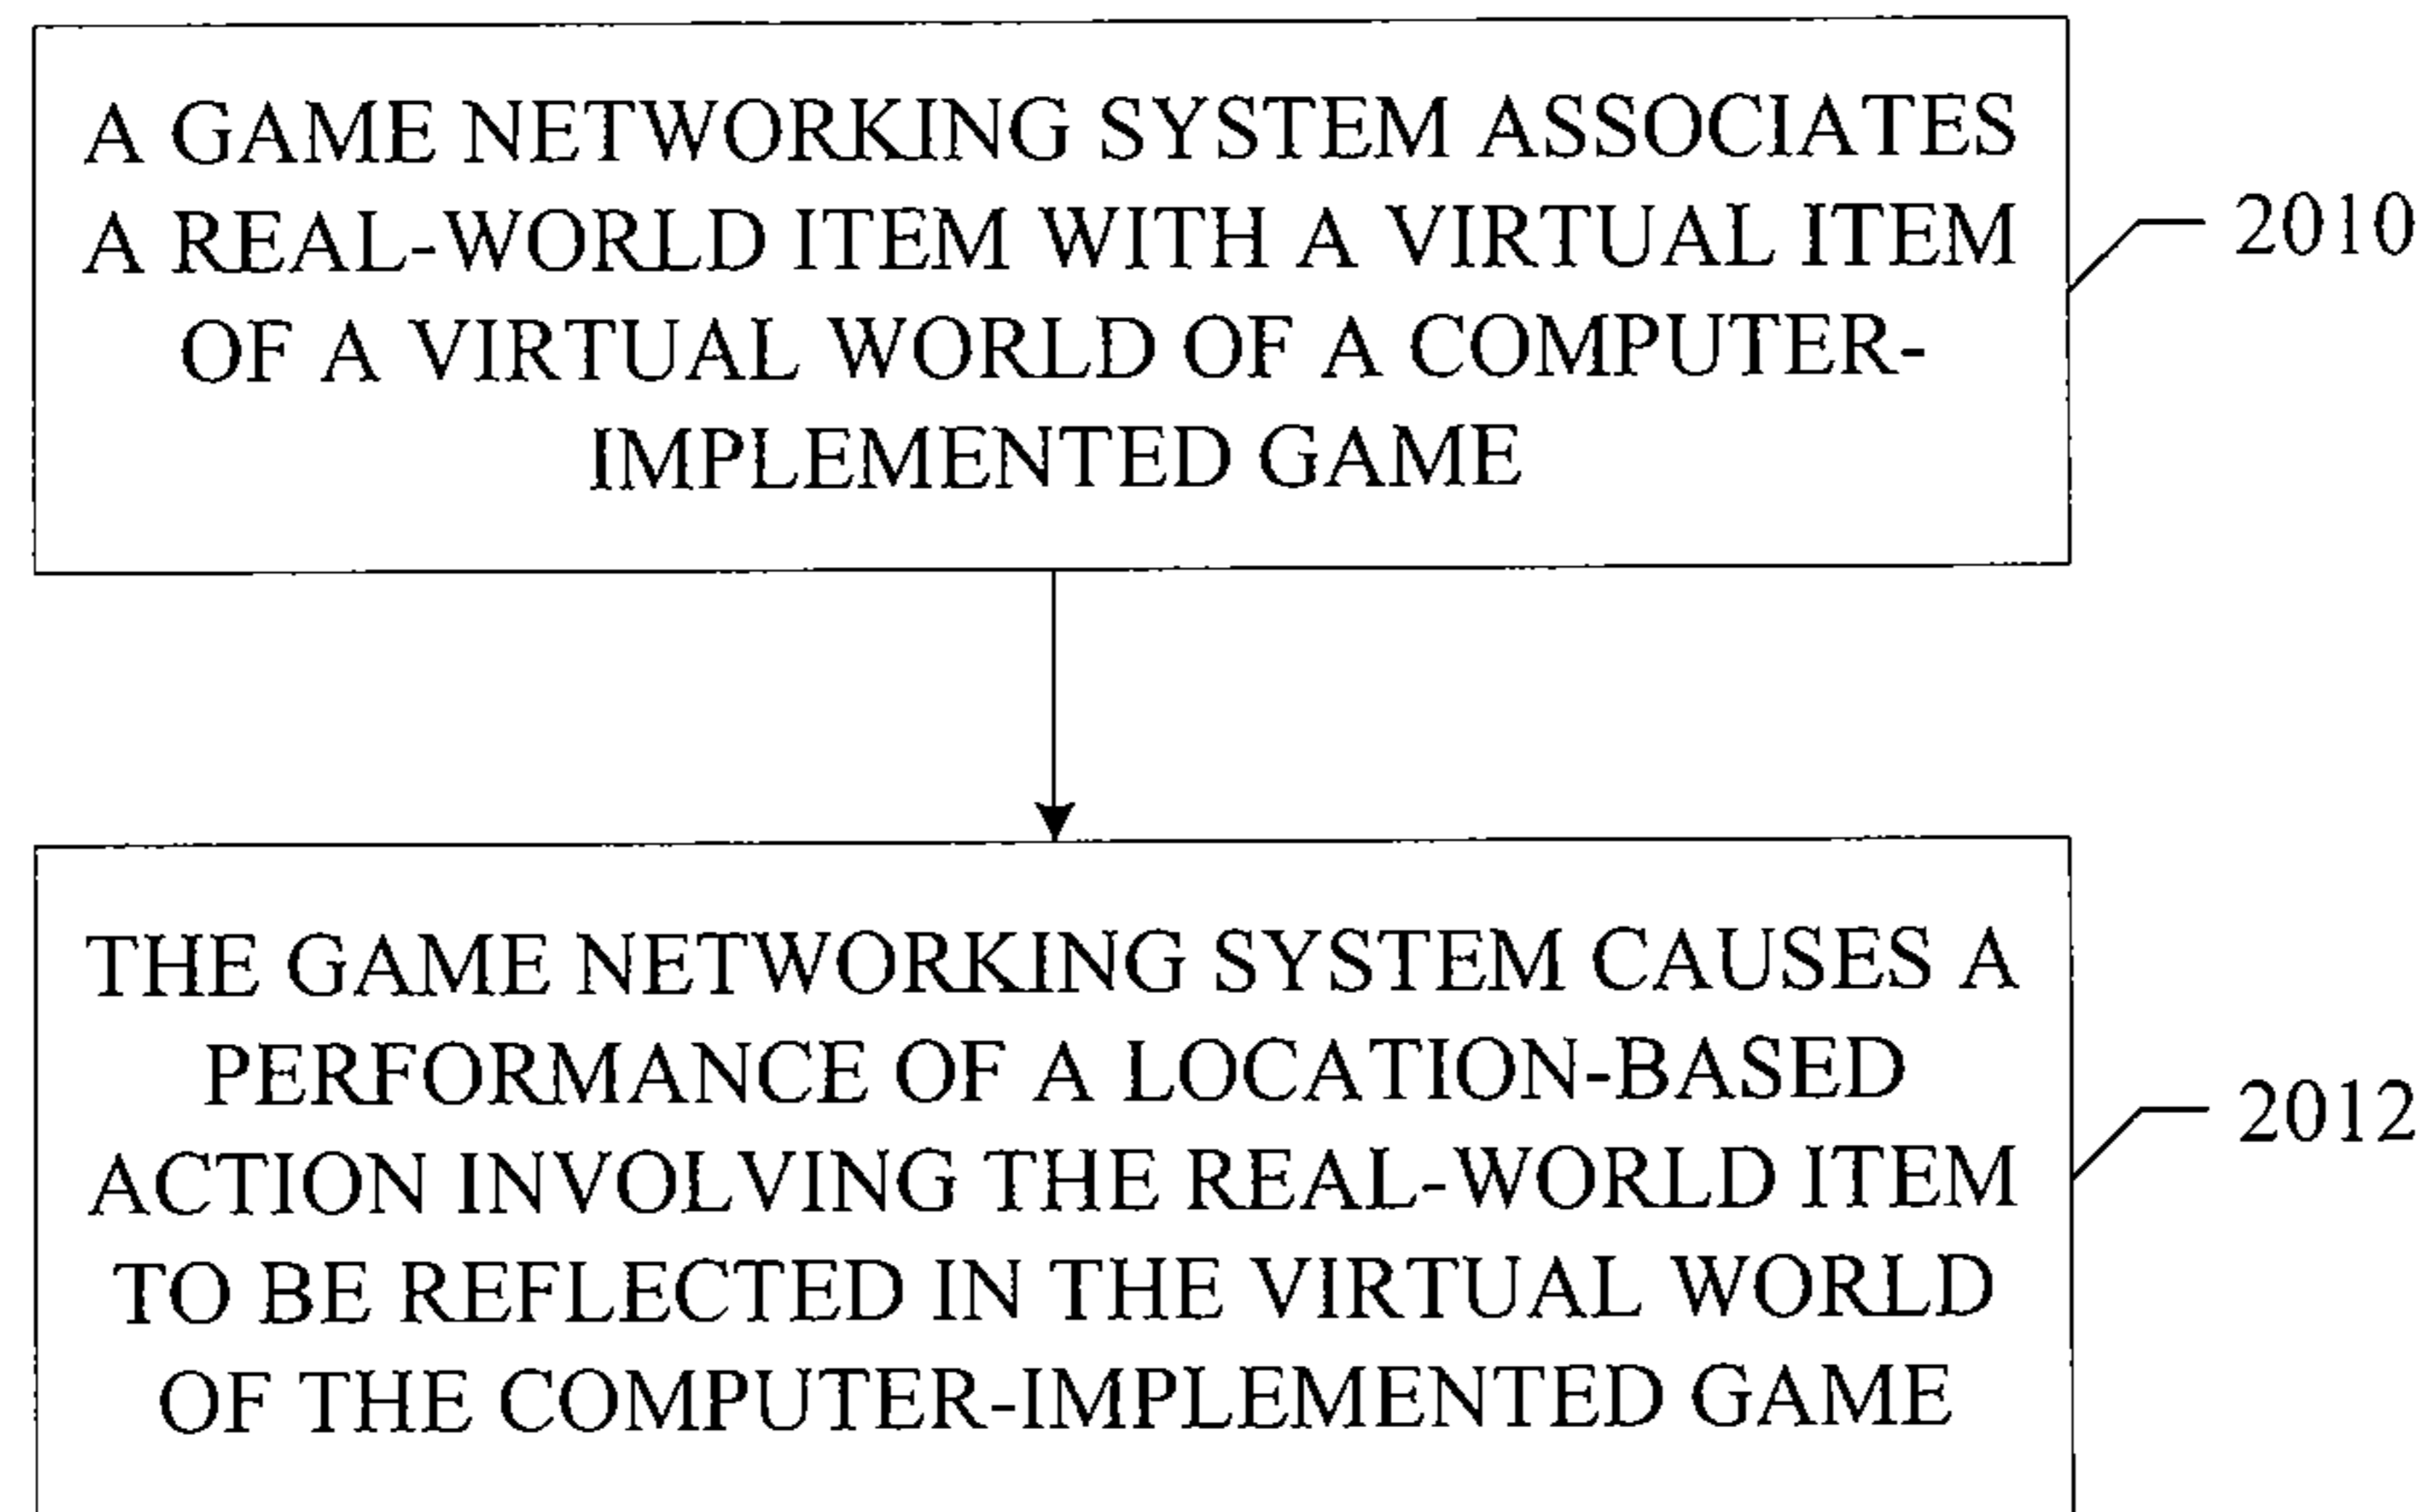 A GAME NETWORKING SYSTEM ASSOCIATES
A REAL-WORLD ITEM WITH A VIRTUAL ITEM
OF A VIRTUAL WORLD OF A COMPUTER-
IMPLEMENTED GAME
2010
THE GAME NETWORKING SYSTEM CAUSES A
PERFORMANCE OF A LOCATION-BASED
ACTION INVOLVING THE REAL-WORLD ITEM
TO BE REFLECTED IN THE VIRTUAL WORLD
OF THE COMPUTER-IMPLEMENTED GAME
2012